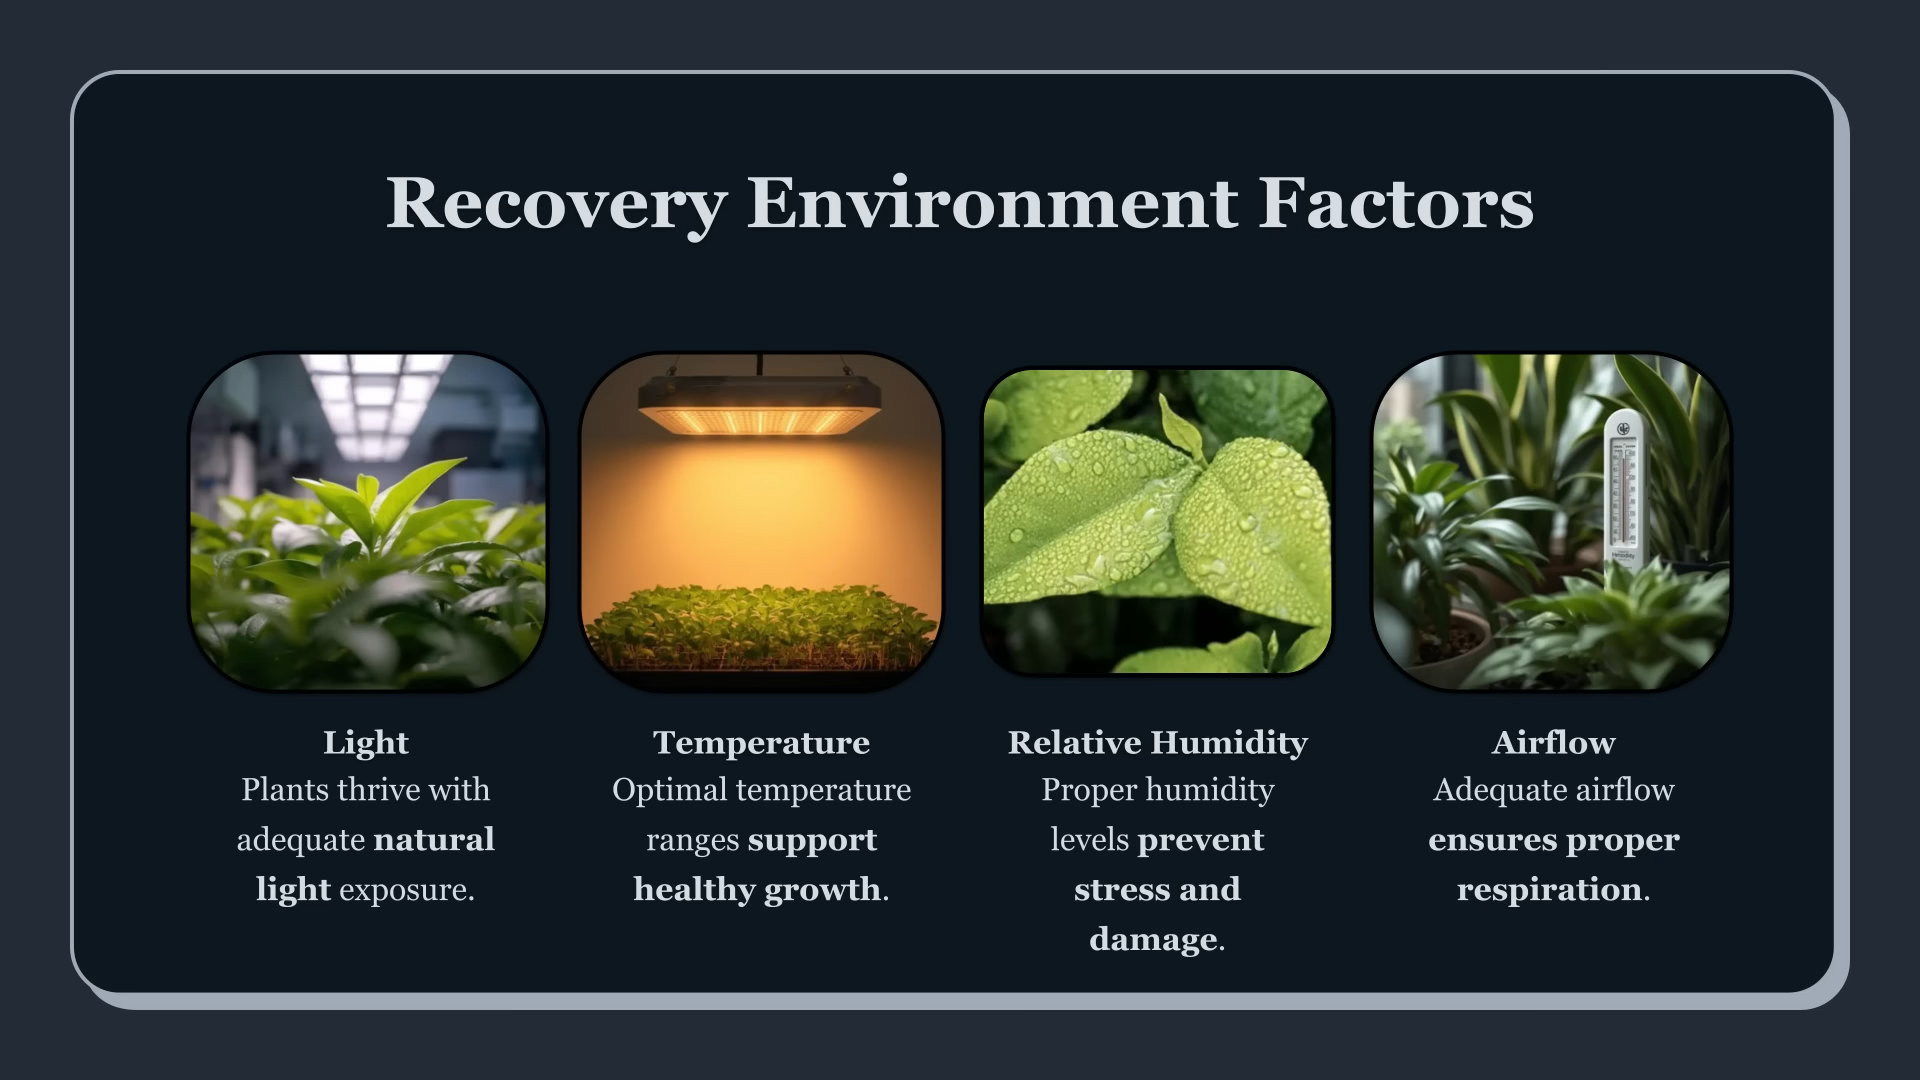 Recovery Environment Factors
Light
Plants thrive with
adequate natural
light exposure.
Temperature
Optimal temperature
ranges support
healthy growth.
Relative Humidity
Proper humidity
levels prevent
stress and
damage.
Airflow
Adequate airflow
ensures proper
respiration.